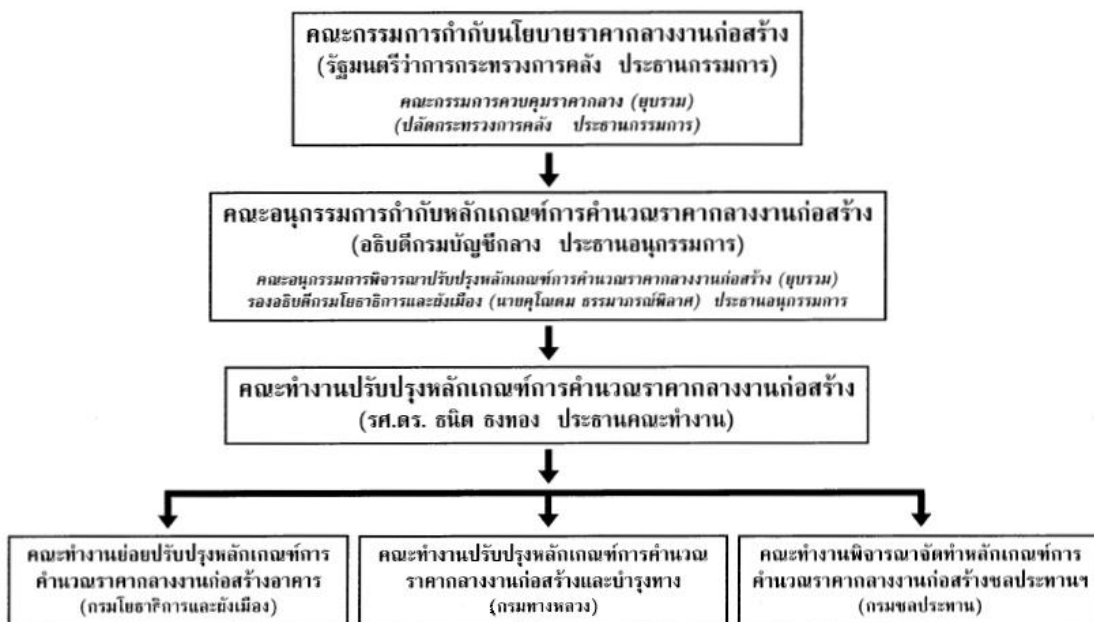 คณะกรรมการกำกับนโยบายราคากลางงานก่อสร้าง
(รัฐมนตรีว่าการกระทรวงการคลัง ประธานกรรมการ)
คณะกรรมการควบคุมราคากลาง (ยุบรวม)
(ปลัดกระทรวงการคลัง ประธานกรรมการ)
คณะอนุกรรมการกำกับหลักเกณฑ์การคำนวณราคากลางงานก่อสร้าง
(อธิบดีกรมบัญชีกลาง ประธานอนุกรรมการ)
คณะอนุกรรมการพิจารณาปรับปรุงหลักเกณฑ์การคำนวณราคากลางงานก่อสร้าง (ยุบรวม)
รองอธิบดีกรมโยธาธิการและผังเมือง (นายคุโณดม ธรรมาภรณ์พิลาศ) ประธานอนุกรรมการ
คณะทำงานปรับปรุงหลักเกณฑ์การคำนวณราคากลางงานก่อสร้าง
(รศ.ดร. ธนิต ธงทอง ประธานคณะทำงาน)
คณะทำงานย่อยปรับปรุงหลักเกณฑ์การ
คำนวณราคากลางงานก่อสร้างอาคาร
(กรมโยธาธิการและผังเมือง)
คณะทำงานปรับปรุงหลักเกณฑ์การคำนวณ
ราคากลางงานก่อสร้างและบำรุงทาง
(กรมทางหลวง)
คณะทำงานพิจารณาจัดทำหลักเกณฑ์การ
คำนวณราคากลางงานก่อสร้างชลประทานฯ
(กรมชลประทาน)